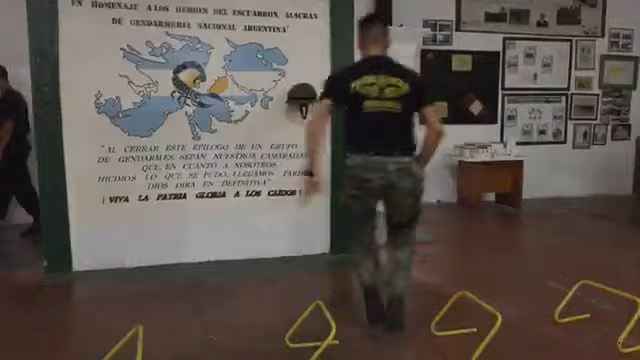 EN HOMENAJE A LOS HEROES DEL ESCUADRON ALACRAN
DE GENDARMERIA NACIONAL ARGENTINA"
"AL CERRAR ESTE EPILOGO DE UN GRUPO
DE GENDARMES, SEPAN NUESTROS CAMARADAS
QUE, EN CUANTO A NOSOTROS
HICIMOS LO QUE SE PUDO, LLEGAMOS TARDE
DIOS DIRA EN DEFINITIVA"
¡VIVA LA PATRIA GLORIA A LOS CAIDOS!